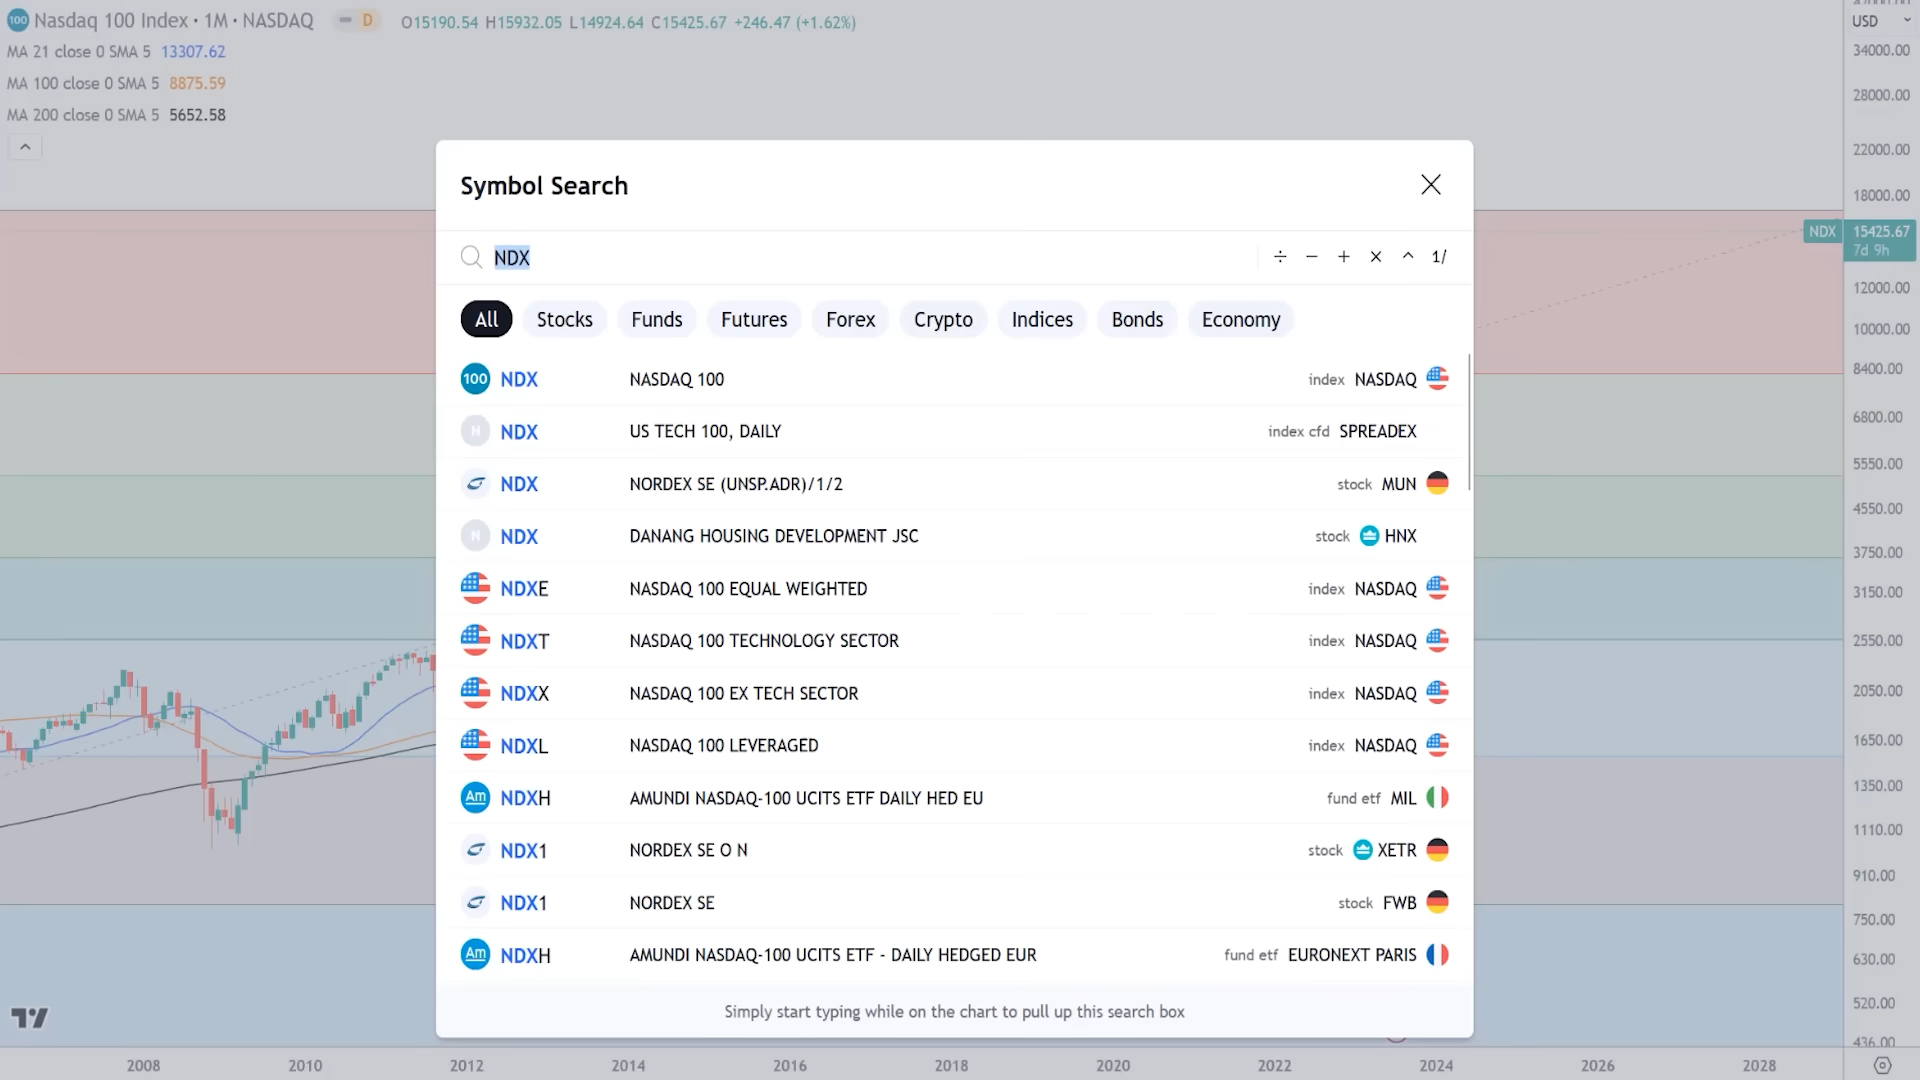 100 Nasdaq 100 Index · 1M · NASDAQ D O15190.54 H15932.05 L14924.64 C15425.67 +246.47 (+1.62%)
MA 21 close 0 SMA 5 13307.62
MA 100 close 0 SMA 5 8875.59
MA 200 close 0 SMA 5 5652.58
Symbol Search
NDX ÷ − + × ^ 1/
All Stocks Funds Futures Forex Crypto Indices Bonds Economy
100 NDX NASDAQ 100 index NASDAQ
N NDX US TECH 100, DAILY index cfd SPREADEX
NDX NORDEX SE (UNSP.ADR)/1/2 stock MUN
N NDX DANANG HOUSING DEVELOPMENT JSC stock HNX
NDXE NASDAQ 100 EQUAL WEIGHTED index NASDAQ
NDXT NASDAQ 100 TECHNOLOGY SECTOR index NASDAQ
NDXX NASDAQ 100 EX TECH SECTOR index NASDAQ
NDXL NASDAQ 100 LEVERAGED index NASDAQ
Am NDXH AMUNDI NASDAQ-100 UCITS ETF DAILY HED EU fund etf MIL
NDX1 NORDEX SE O N stock XETR
NDX1 NORDEX SE stock FWB
Am NDXH AMUNDI NASDAQ-100 UCITS ETF - DAILY HEDGED EUR fund etf EURONEXT PARIS
Simply start typing while on the chart to pull up this search box
USD
34000.00
28000.00
22000.00
18000.00
NDX 15425.67
7d 9h
12000.00
10000.00
8400.00
6800.00
5550.00
4550.00
3750.00
3150.00
2550.00
2050.00
1650.00
1350.00
1110.00
910.00
750.00
630.00
520.00
436.00
2008 2010 2012 2014 2016 2018 2020 2022 2024 2026 2028